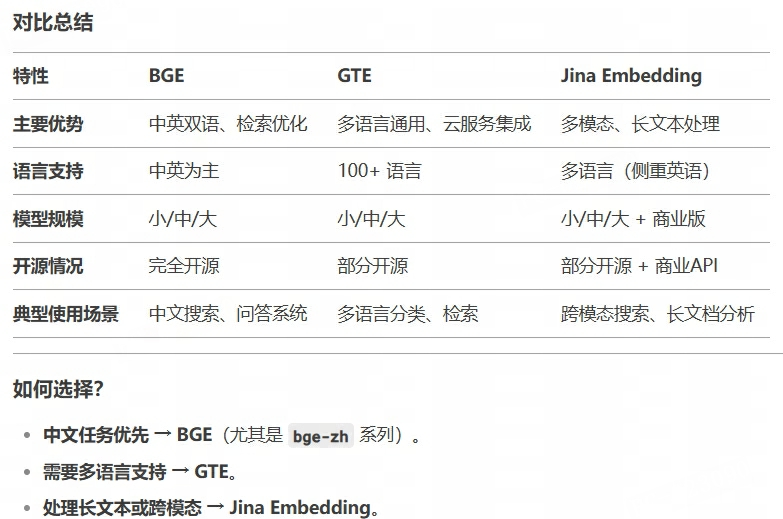 对比总结
特性 BGE GTE Jina Embedding
主要优势 中英双语、检索优化 多语言通用、云服务集成 多模态、长文本处理
语言支持 中英为主 100+ 语言 多语言（侧重英语）
模型规模 小/中/大 小/中/大 小/中/大 + 商业版
开源情况 完全开源 部分开源 部分开源 + 商业API
典型使用场景 中文搜索、问答系统 多语言分类、检索 跨模态搜索、长文档分析
如何选择？
• 中文任务优先 → BGE（尤其是 bge-zh 系列）。
• 需要多语言支持 → GTE。
• 处理长文本或跨模态 → Jina Embedding。